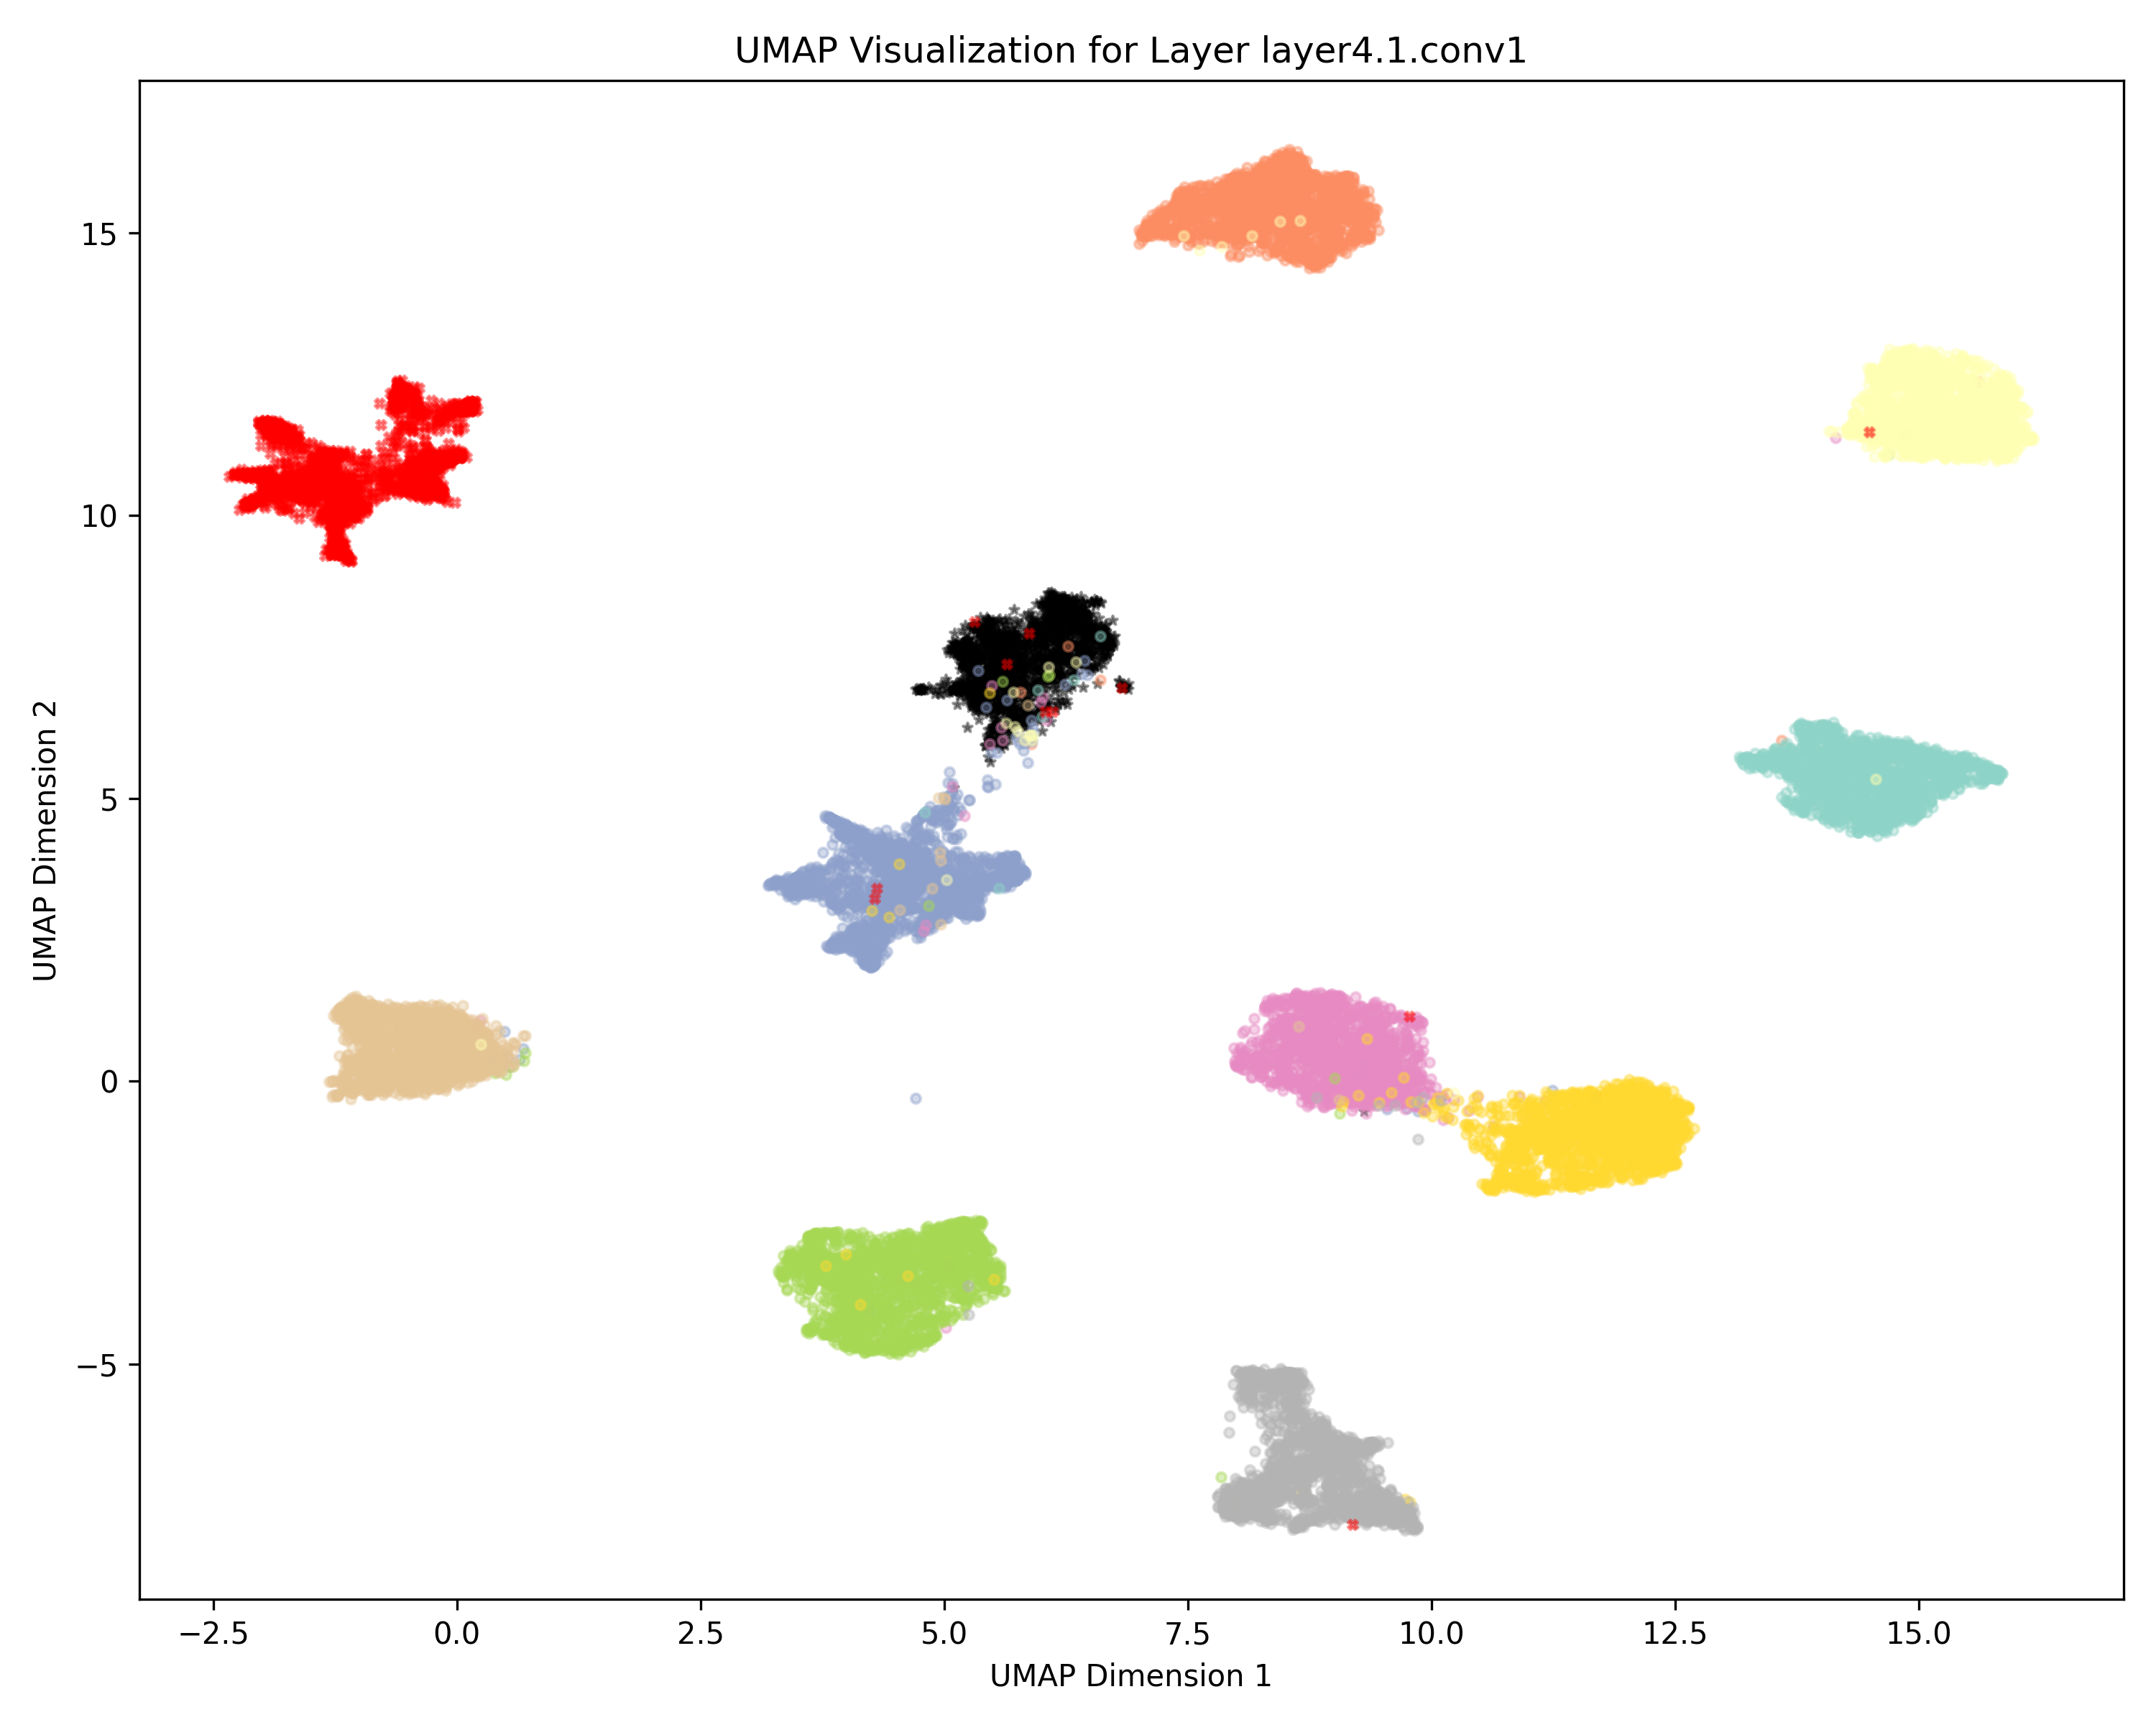 UMAP Visualization for Layer layer4.1.conv1
UMAP Dimension 2
15
10
5
0
−5
−2.5 0.0 2.5 5.0 7.5 10.0 12.5 15.0
UMAP Dimension 1